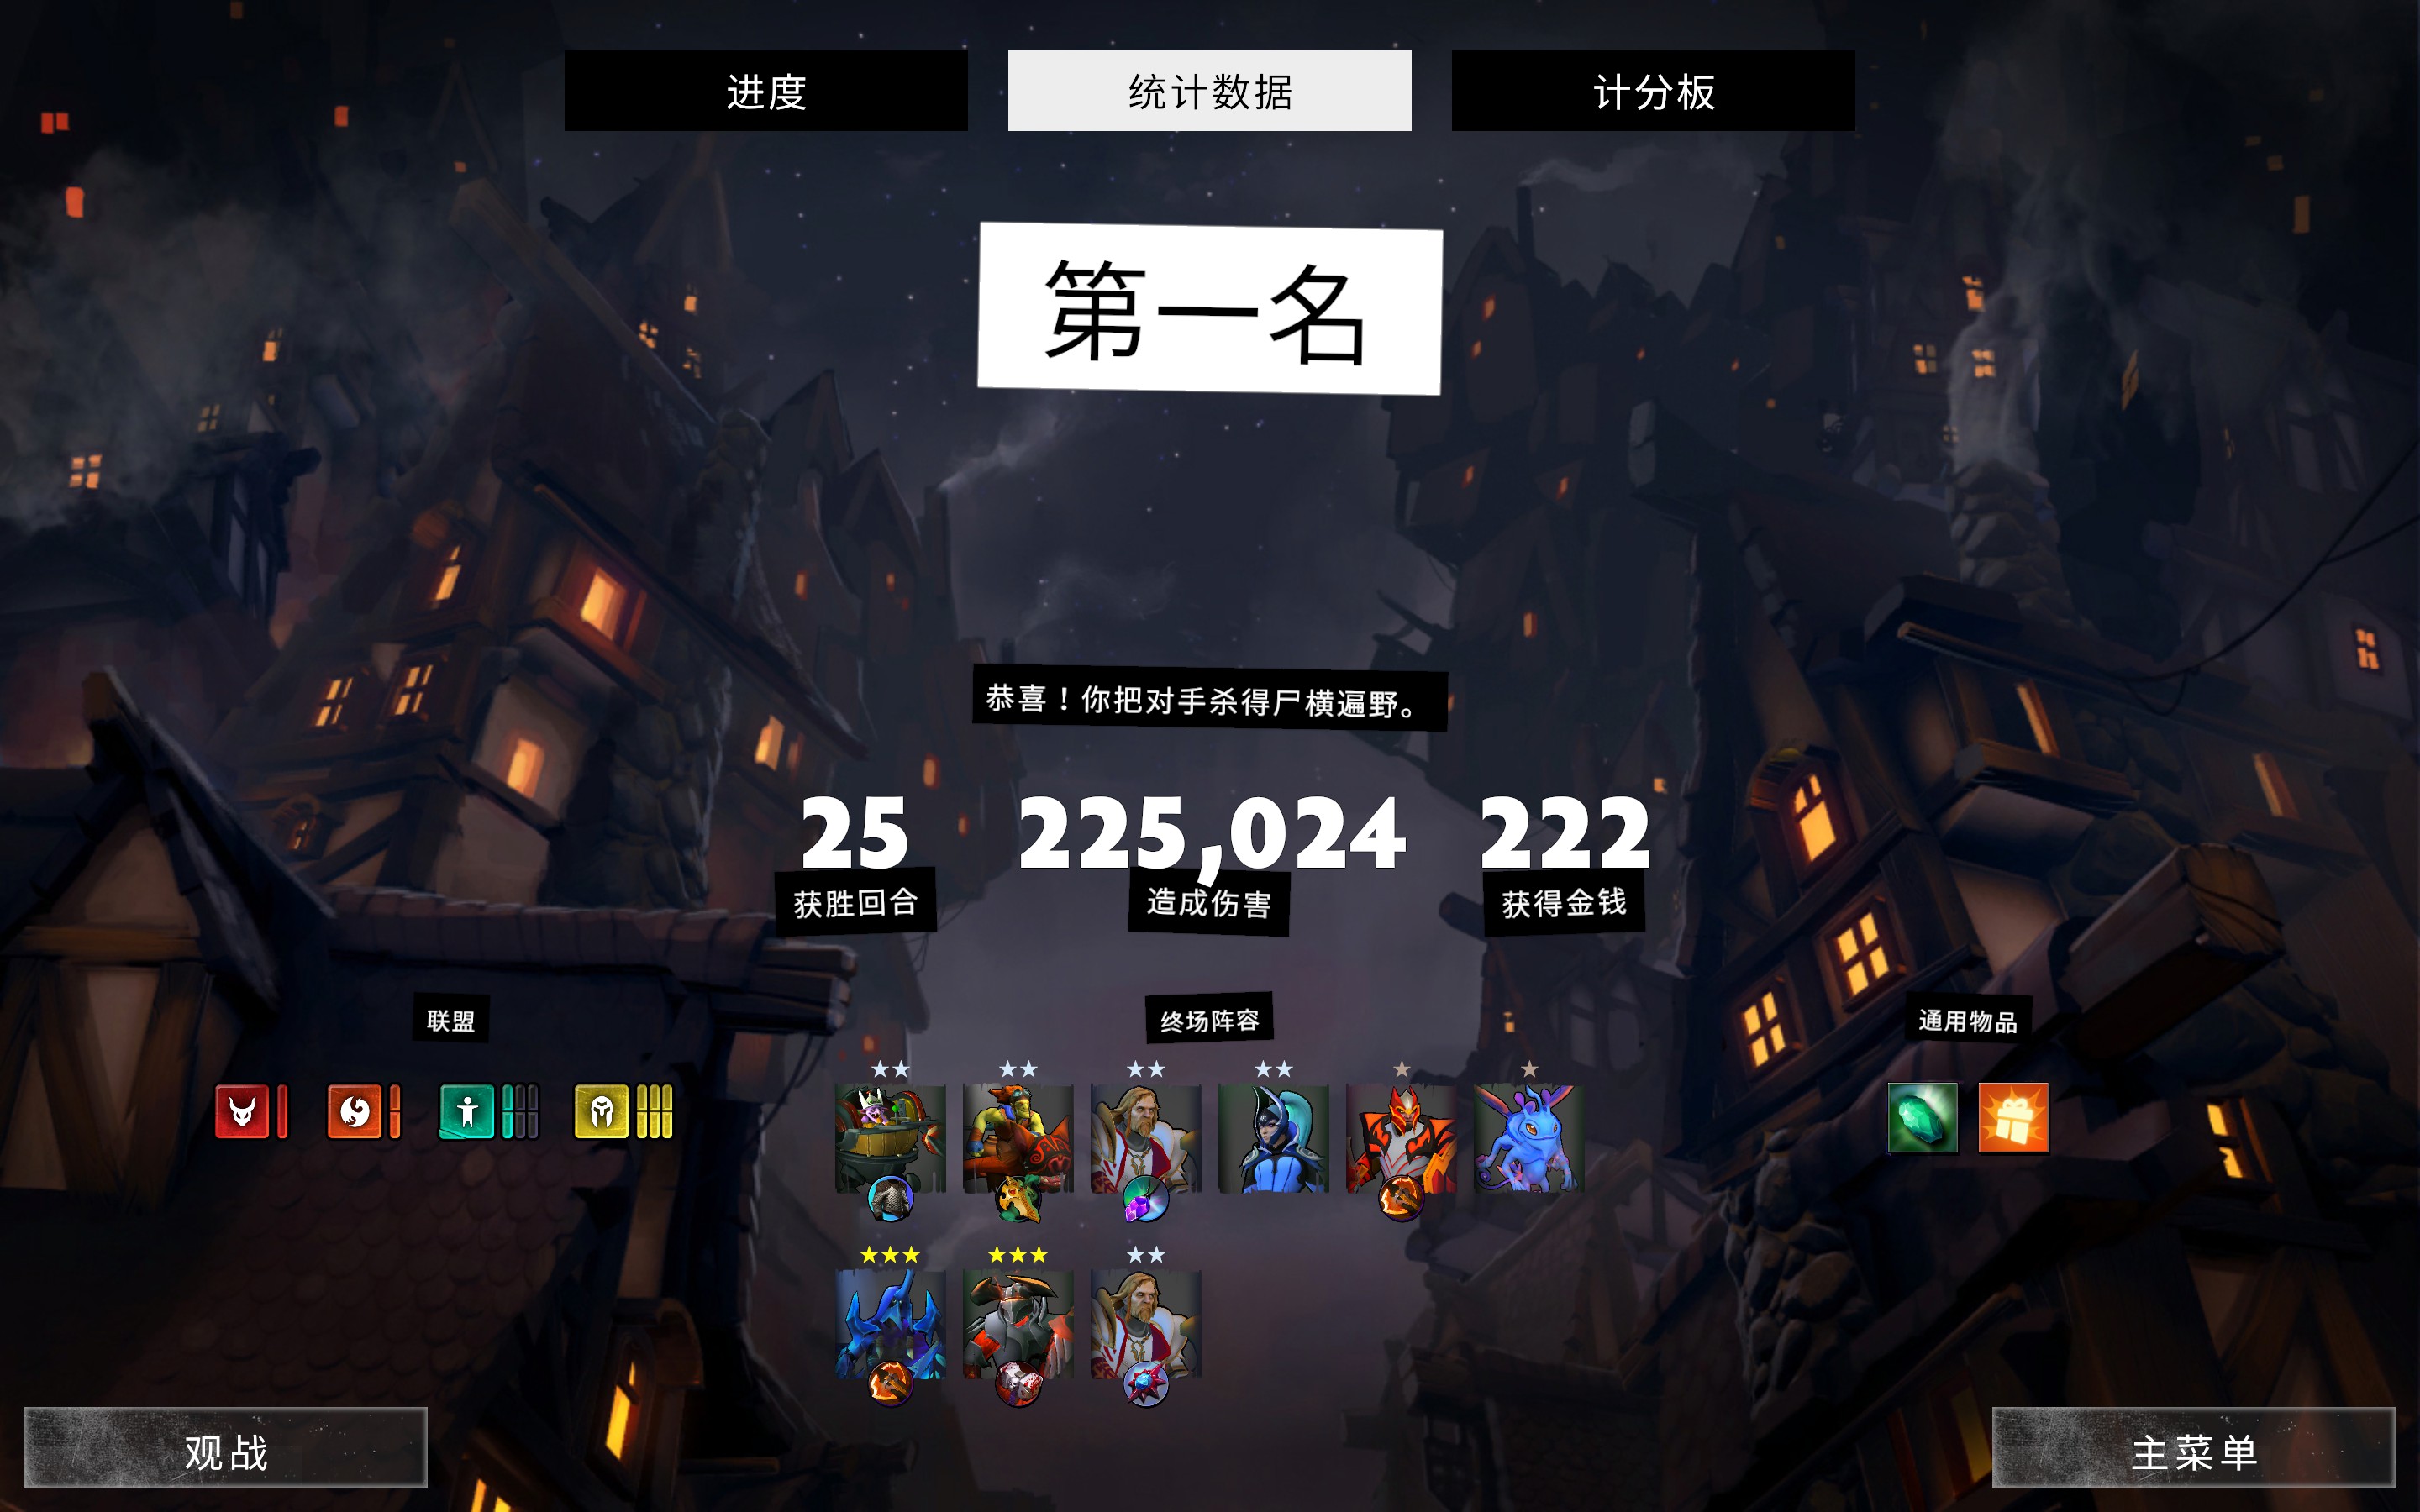 进度
统计数据
计分板
第一名
恭喜！你把对手杀得尸横遍野。
25
225,024
222
获胜回合
造成伤害
获得金钱
联盟
终场阵容
通用物品
观战
主菜单